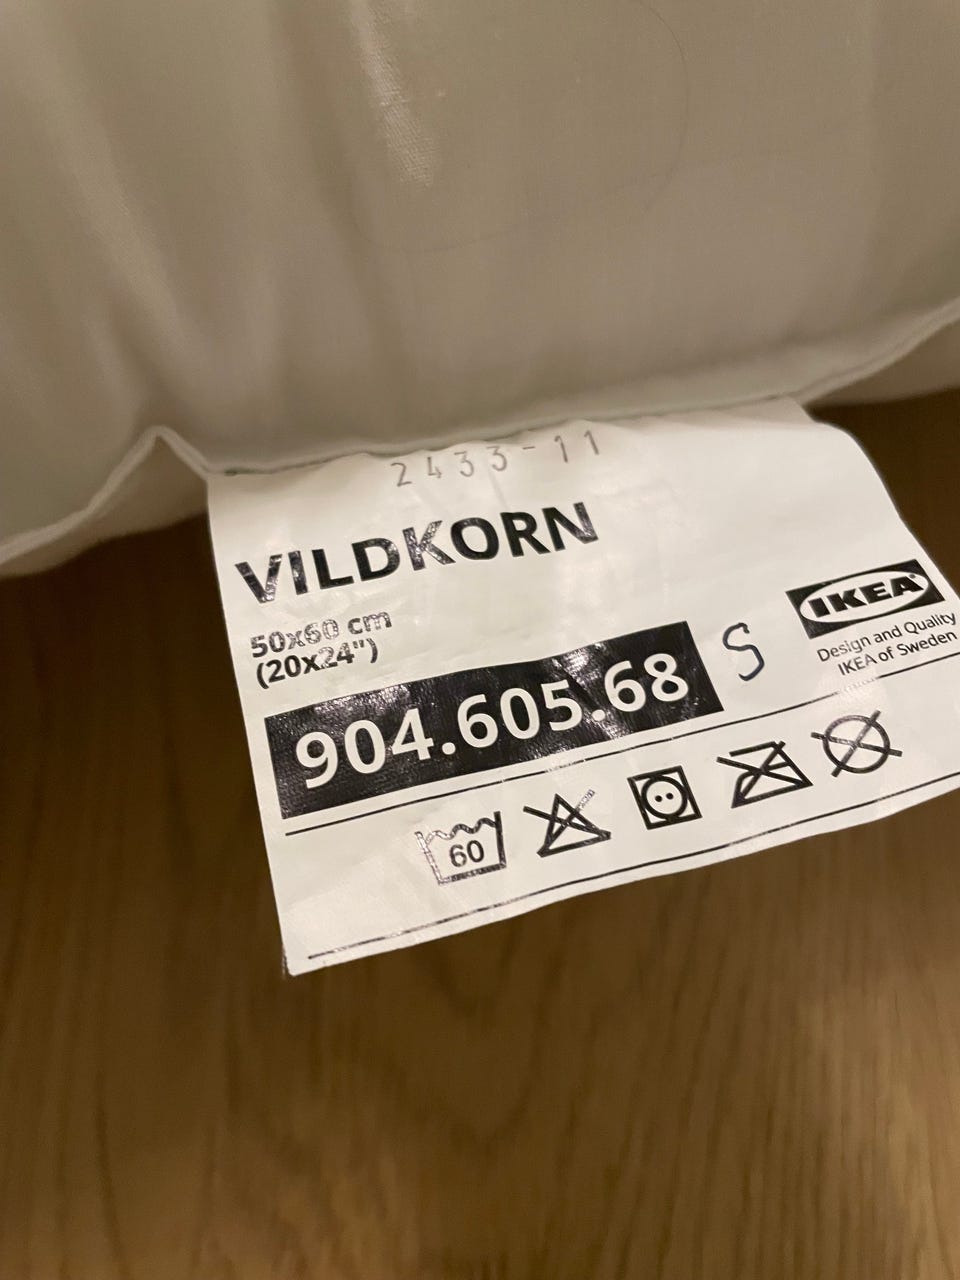 2433-11
VILDKORN
50x60 cm
(20x24")
904.605.68
S
IKEA®
Design and Quality
IKEA of Sweden
60